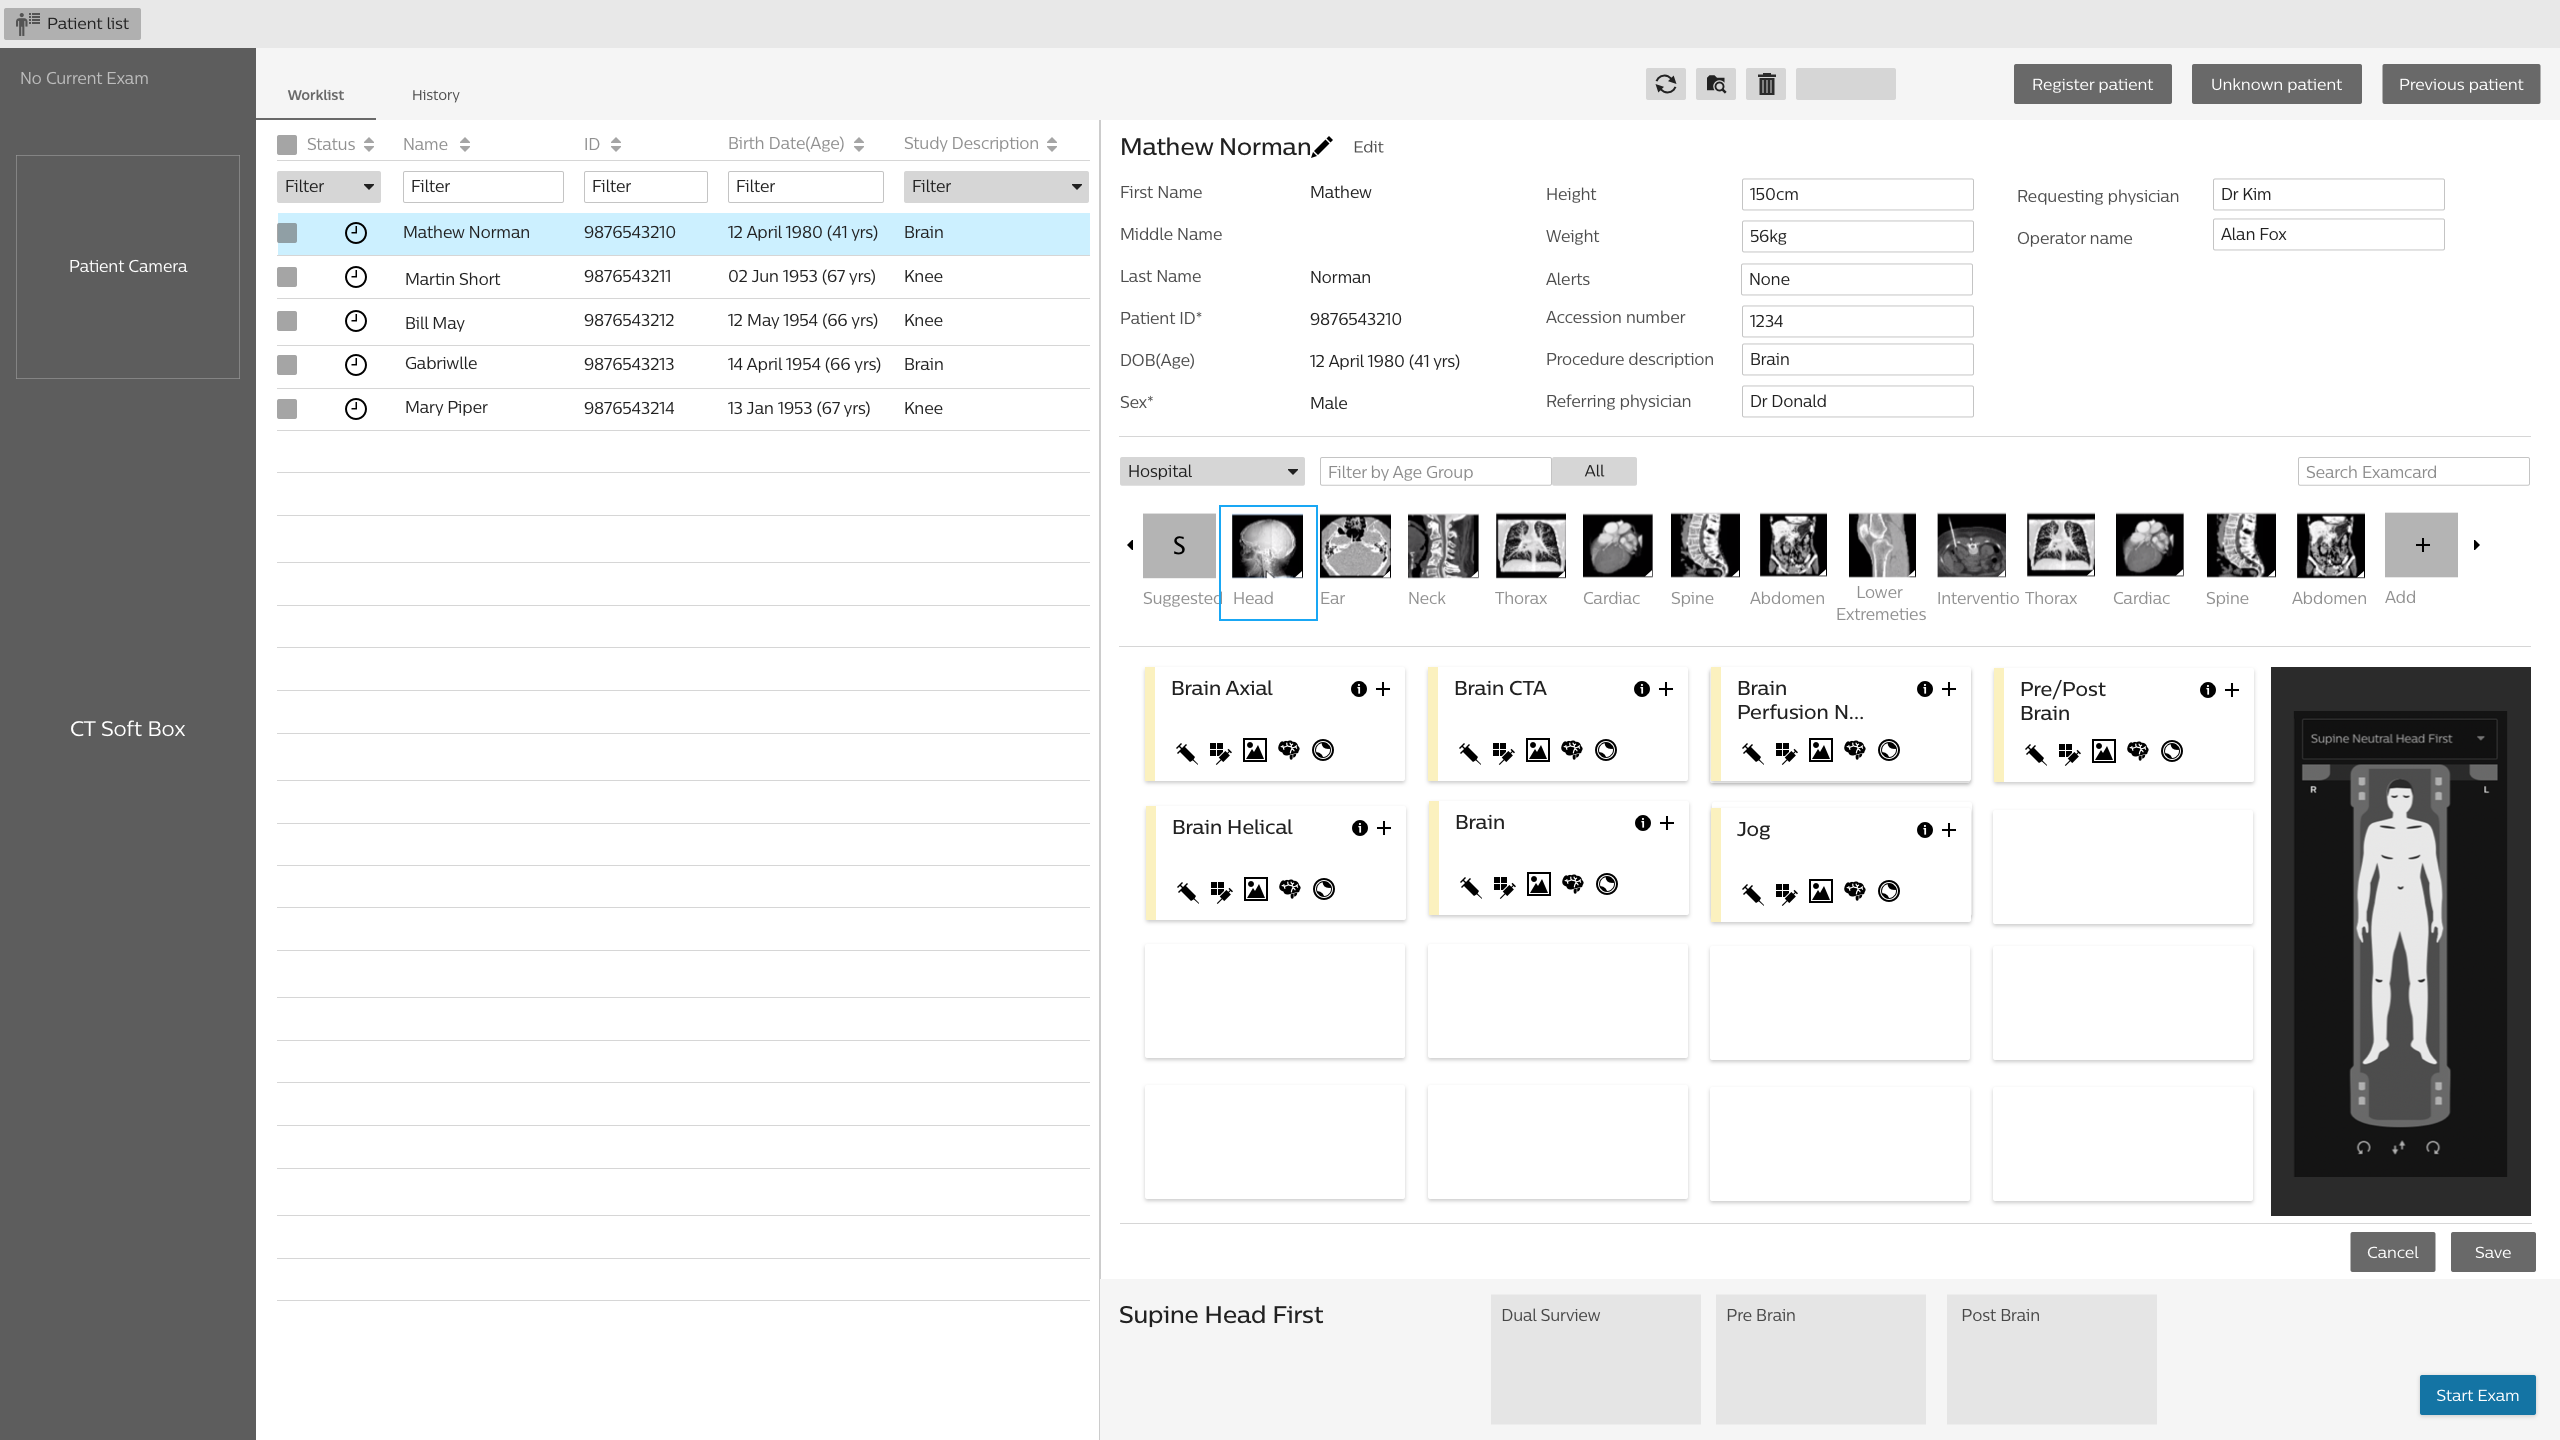 Patient list
No Current Exam
Patient Camera
CT Soft Box
Worklist History
Register patient Unknown patient Previous patient
Status Name ID Birth Date(Age) Study Description
Filter Filter Filter Filter Filter
Mathew Norman 9876543210 12 April 1980 (41 yrs) Brain
Martin Short 9876543211 02 Jun 1953 (67 yrs) Knee
Bill May 9876543212 12 May 1954 (66 yrs) Knee
Gabriwlle 9876543213 14 April 1954 (66 yrs) Brain
Mary Piper 9876543214 13 Jan 1953 (67 yrs) Knee
Mathew Norman Edit
First Name Mathew Height 150cm Requesting physician Dr Kim
Middle Name Weight 56kg Operator name Alan Fox
Last Name Norman Alerts None
Patient ID* 9876543210 Accession number 1234
DOB(Age) 12 April 1980 (41 yrs) Procedure description Brain
Sex* Male Referring physician Dr Donald
Hospital Filter by Age Group All Search Examcard
S
Suggested Head Ear Neck Thorax Cardiac Spine Abdomen Lower Extremeties Interventio Thorax Cardiac Spine Abdomen Add
Brain Axial Brain CTA Brain Perfusion N... Pre/Post Brain
Brain Helical Brain Jog
Supine Neutral Head First
R L
Cancel Save
Supine Head First Dual Surview Pre Brain Post Brain
Start Exam